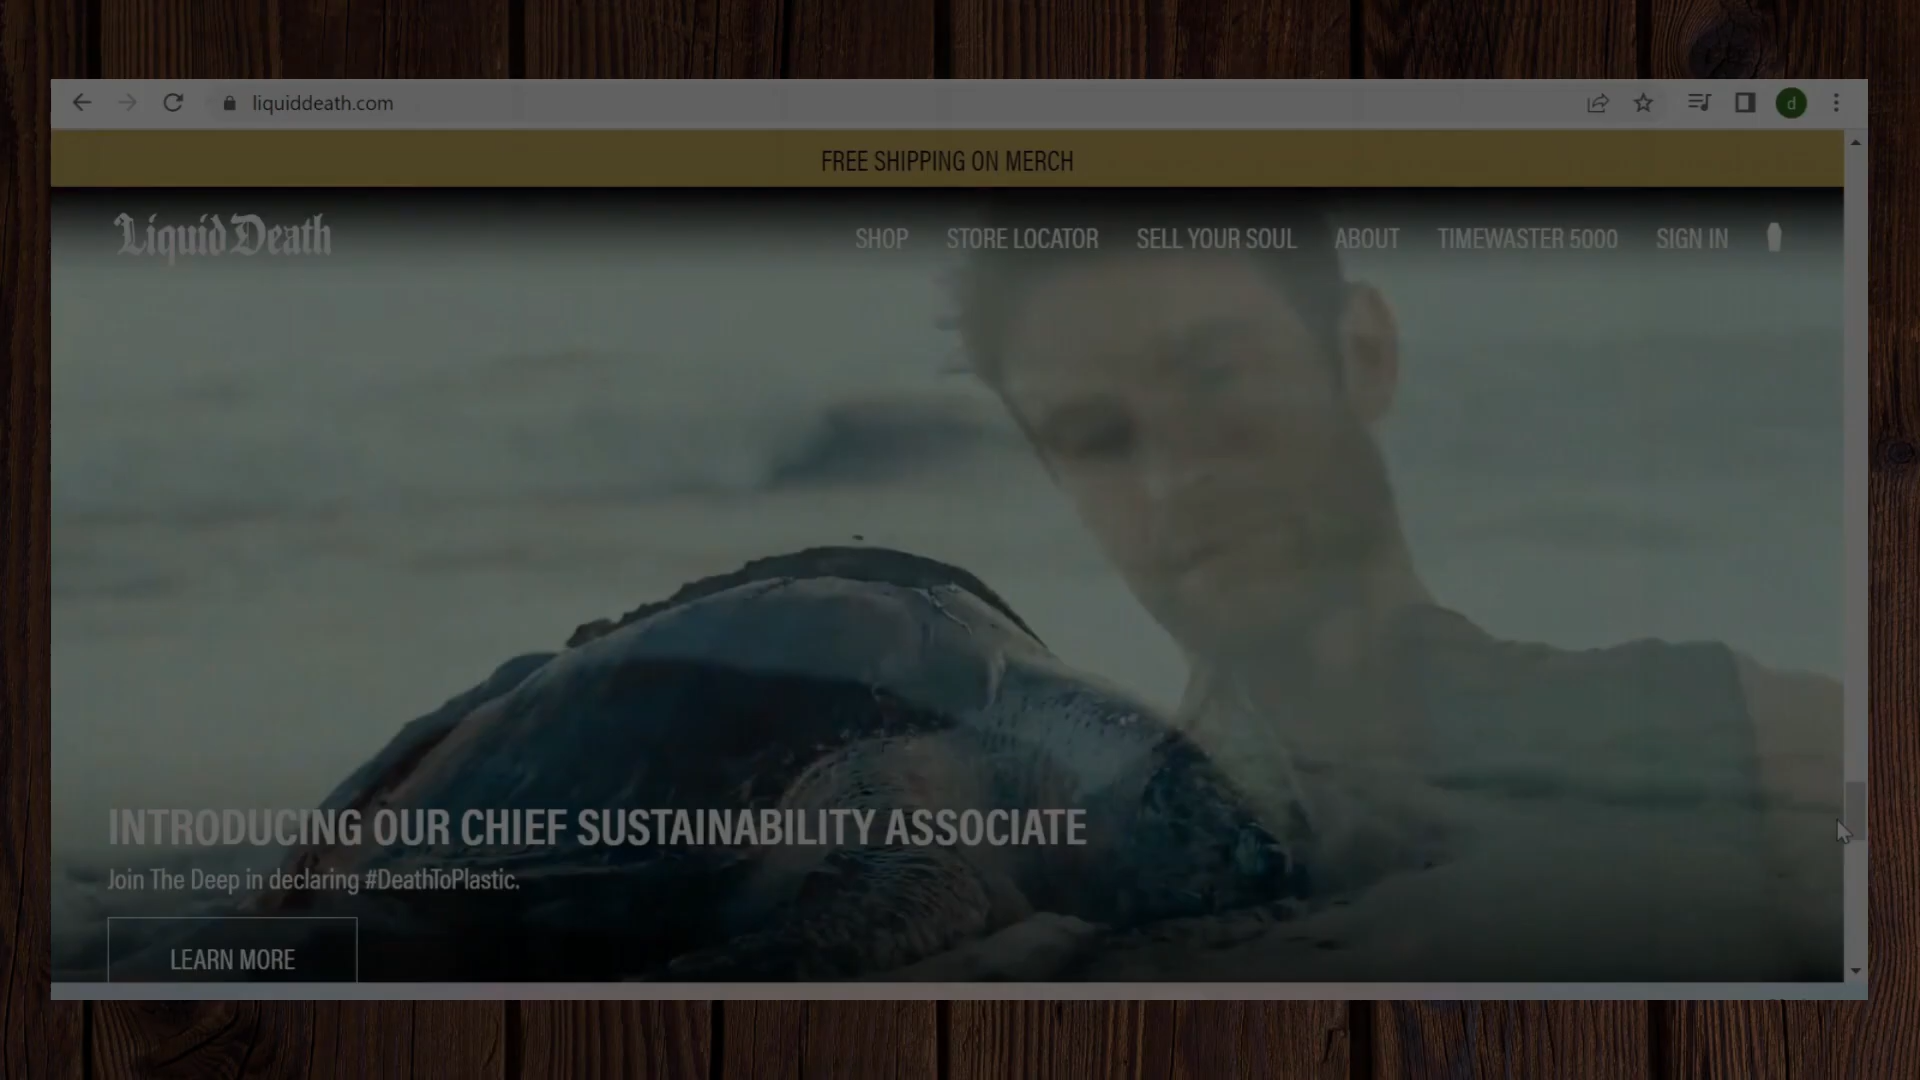 liquiddeath.com
d
FREE SHIPPING ON MERCH
Liquid Death
SHOP STORE LOCATOR SELL YOUR SOUL ABOUT TIMEWASTER 5000 SIGN IN
INTRODUCING OUR CHIEF SUSTAINABILITY ASSOCIATE
Join The Deep in declaring #DeathToPlastic.
LEARN MORE